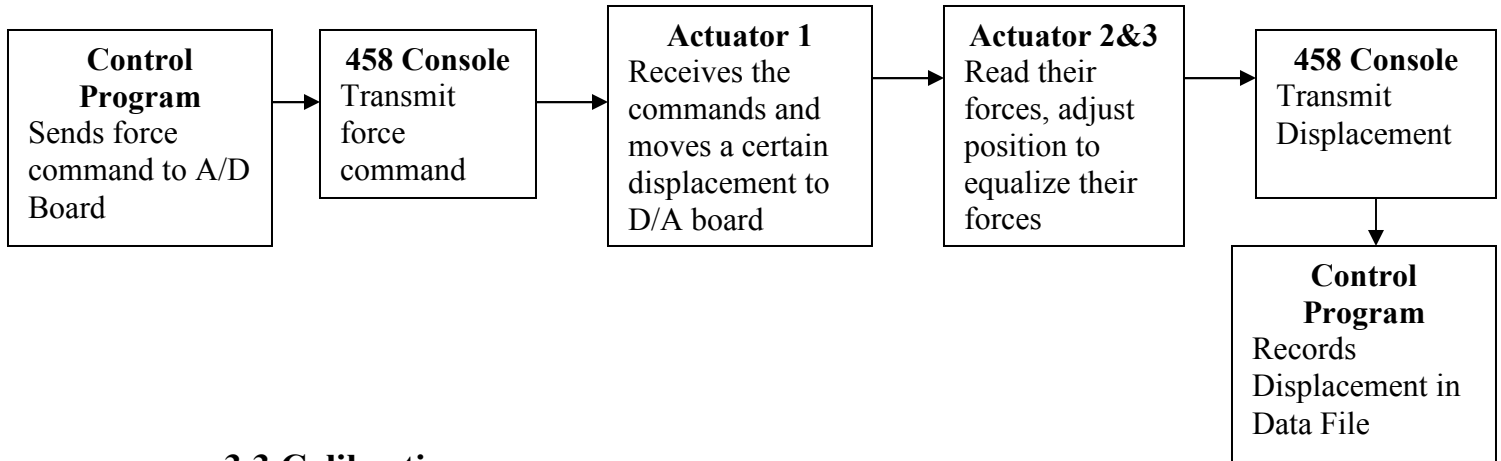 Control
Program
Sends force
command to A/D
Board
458 Console
Transmit
force
command
Actuator 1
Receives the
commands and
moves a certain
displacement to
D/A board
Actuator 2&3
Read their
forces, adjust
position to
equalize their
forces
458 Console
Transmit
Displacement
Control
Program
Records
Displacement in
Data File